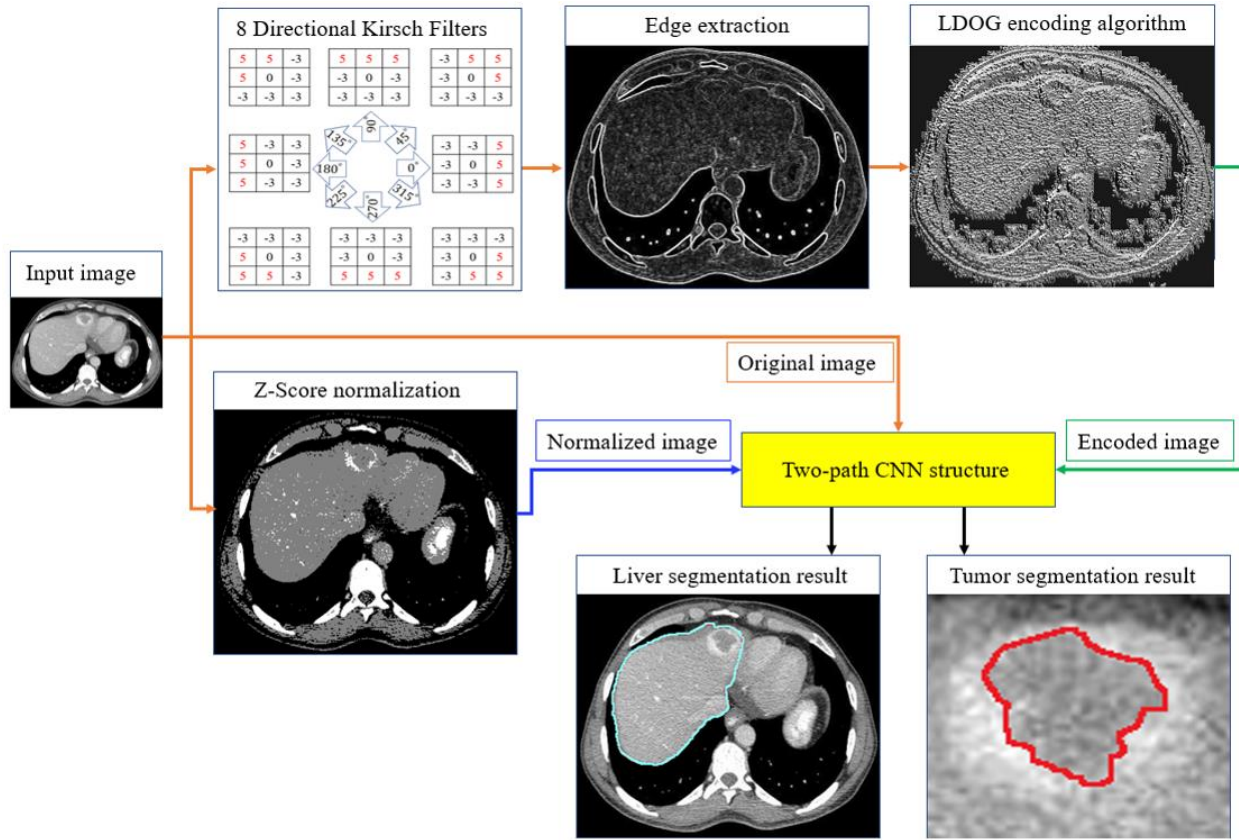 8 Directional Kirsch Filters
5 5 -3 5 5 5 -3 5 5
5 0 -3 -3 0 -3 -3 0 5
-3 -3 -3 -3 -3 -3 -3 -3 -3
5 -3 -3 -3 -3 5
5 0 -3 -3 0 5
5 -3 -3 -3 -3 5
135° 90° 45°
180° 0°
225° 270° 315°
-3 -3 -3 -3 -3 -3 -3 -3 -3
5 0 -3 -3 0 -3 -3 0 5
5 5 -3 5 5 5 -3 5 5
Edge extraction
LDOG encoding algorithm
Input image
Original image
Z-Score normalization
Normalized image
Two-path CNN structure
Encoded image
Liver segmentation result
Tumor segmentation result